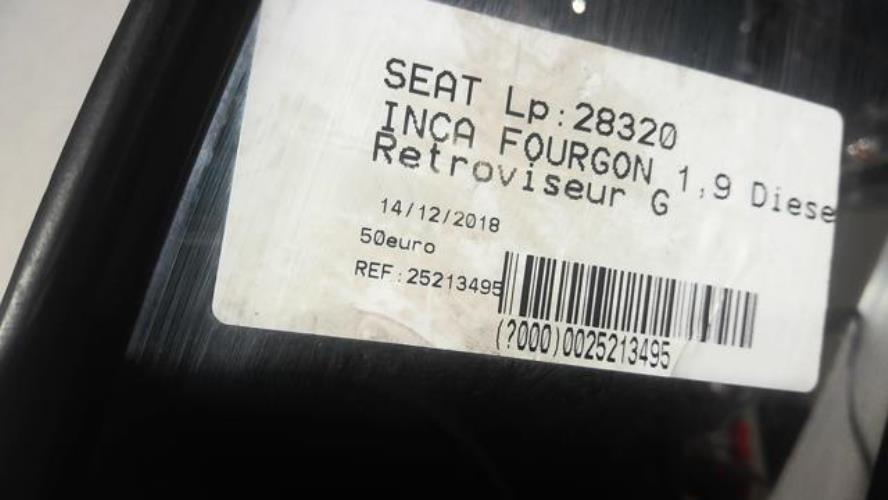 SEAT Lp:28320
INCA FOURGON 1,9 Diese
Retroviseur G
14/12/2018
50euro
REF.:25213495
(?000)0025213495